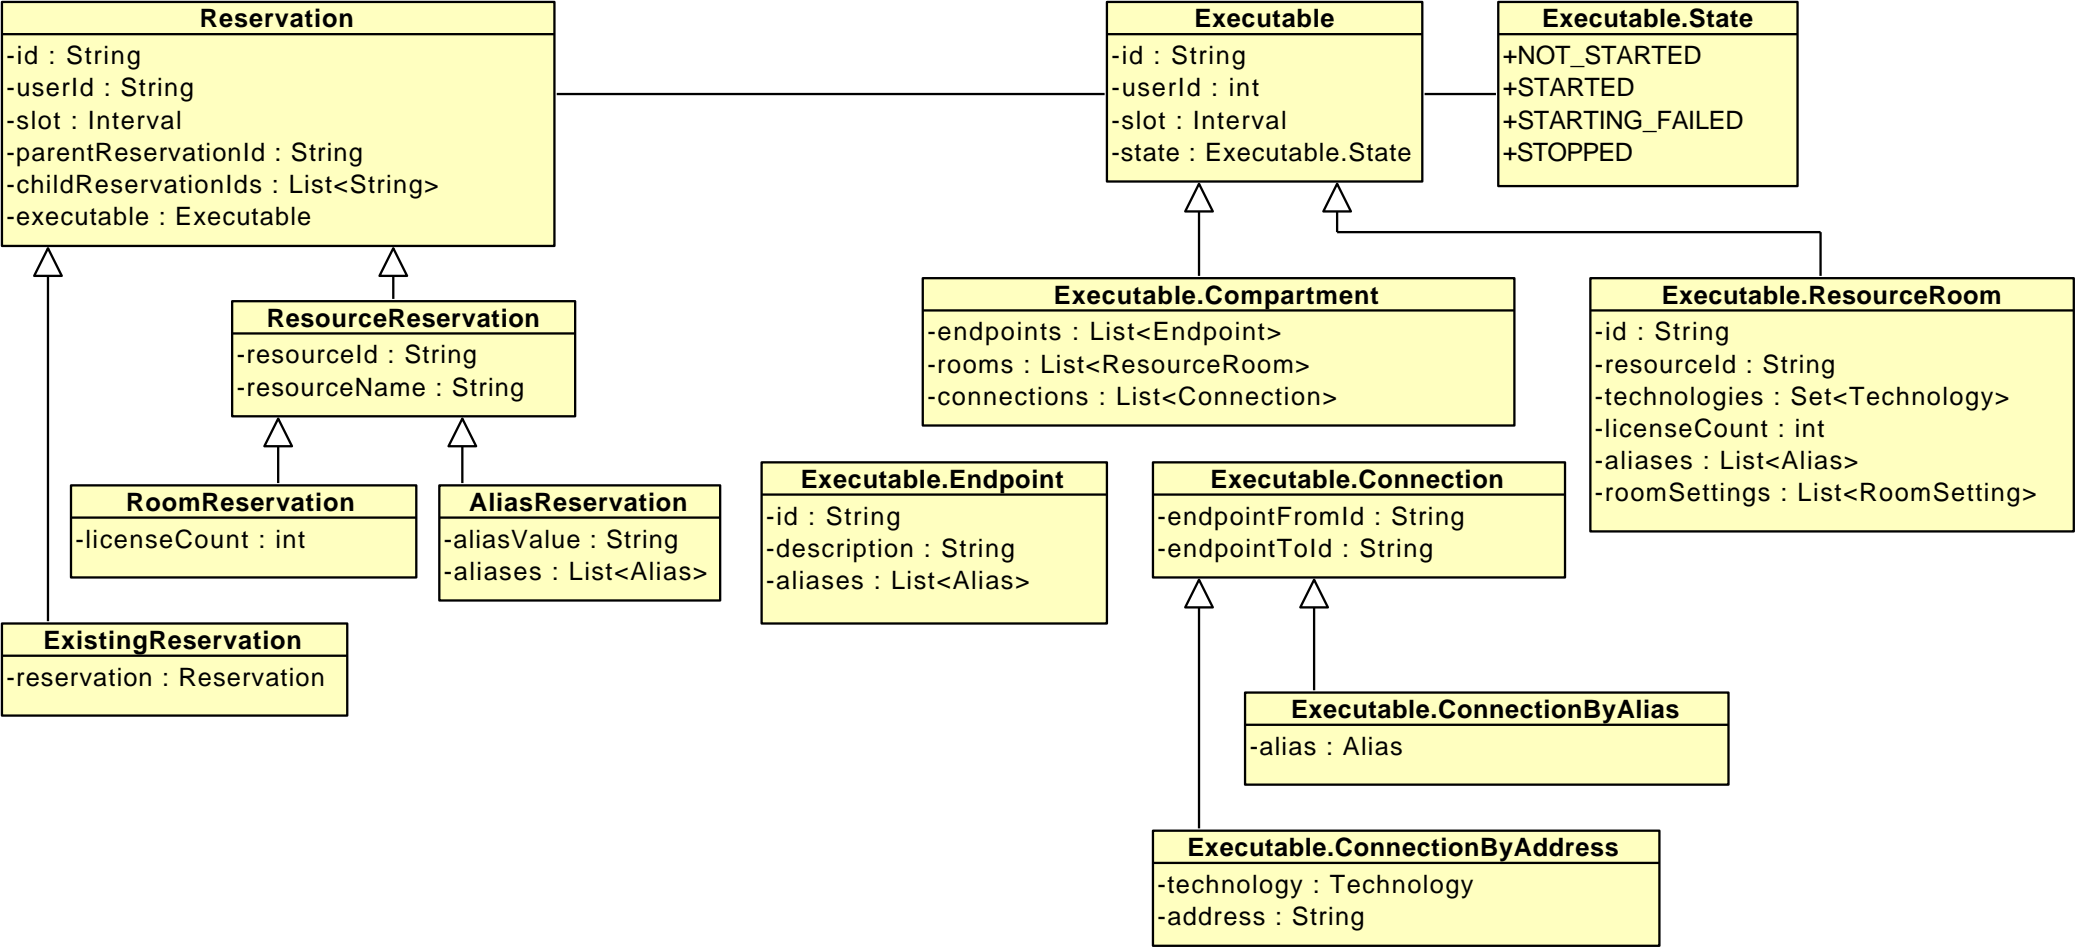 Reservation
-id : String
-userId : String
-slot : Interval
-parentReservationId : String
-childReservationIds : List<String>
-executable : Executable
Executable
-id : String
-userId : int
-slot : Interval
-state : Executable.State
Executable.State
+NOT_STARTED
+STARTED
+STARTING_FAILED
+STOPPED
ResourceReservation
-resourceId : String
-resourceName : String
Executable.Compartment
-endpoints : List<Endpoint>
-rooms : List<ResourceRoom>
-connections : List<Connection>
Executable.ResourceRoom
-id : String
-resourceId : String
-technologies : Set<Technology>
-licenseCount : int
-aliases : List<Alias>
-roomSettings : List<RoomSetting>
RoomReservation
-licenseCount : int
AliasReservation
-aliasValue : String
-aliases : List<Alias>
Executable.Endpoint
-id : String
-description : String
-aliases : List<Alias>
Executable.Connection
-endpointFromId : String
-endpointToId : String
ExistingReservation
-reservation : Reservation
Executable.ConnectionByAlias
-alias : Alias
Executable.ConnectionByAddress
-technology : Technology
-address : String